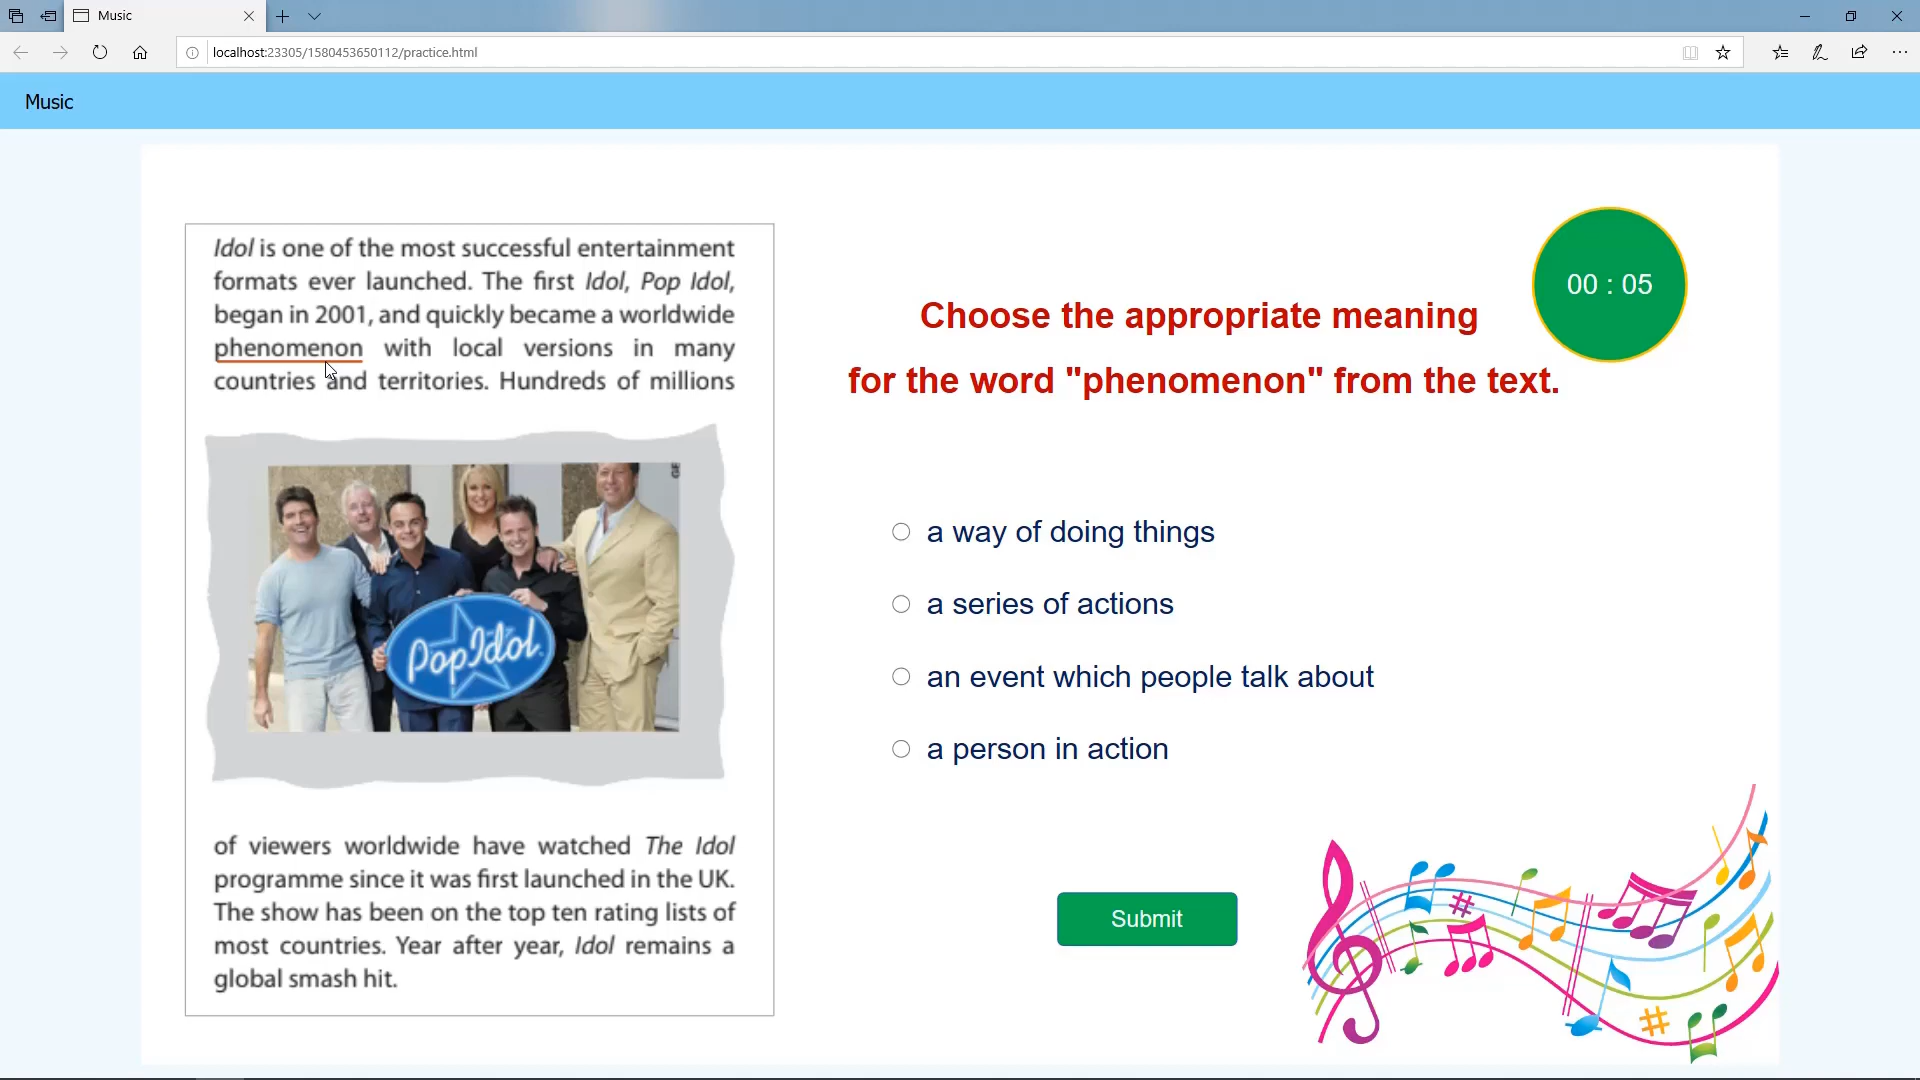 Music
localhost:23305/1580453650112/practice.html
Music
Idol is one of the most successful entertainment
formats ever launched. The first Idol, Pop Idol,
began in 2001, and quickly became a worldwide
phenomenon with local versions in many
countries and territories. Hundreds of millions
Pop Idol
of viewers worldwide have watched The Idol
programme since it was first launched in the UK.
The show has been on the top ten rating lists of
most countries. Year after year, Idol remains a
global smash hit.
00 : 05
Choose the appropriate meaning
for the word "phenomenon" from the text.
a way of doing things
a series of actions
an event which people talk about
a person in action
Submit